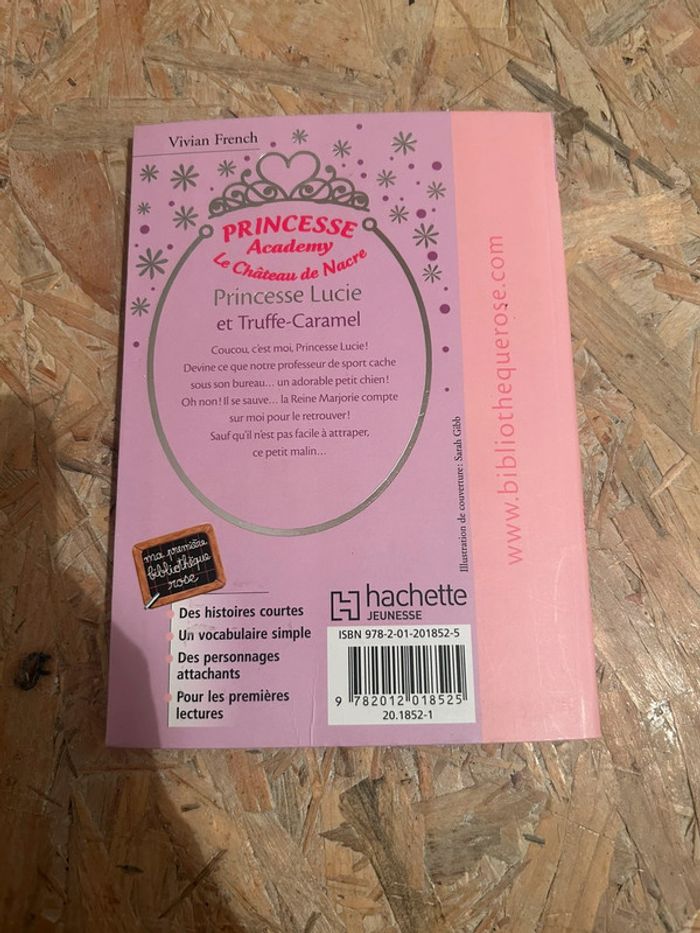 Vivian French
PRINCESSE
Academy
Le Château de Nacre
Princesse Lucie
et Truffe-Caramel
Coucou, c'est moi, Princesse Lucie!
Devine ce que notre professeur de sport cache
sous son bureau... un adorable petit chien!
Oh non! Il se sauve... la Reine Marjorie compte
sur moi pour le retrouver!
Sauf qu'il n'est pas facile à attraper,
ce petit malin...
ma première
bibliothèque
rose
Des histoires courtes
Un vocabulaire simple
Des personnages
attachants
Pour les premières
lectures
Illustration de couverture: Sarah Gibb
hachette
JEUNESSE
ISBN 978-2-01-201852-5
9 782012 018525
20.1852-1
www.bibliothequerose.com